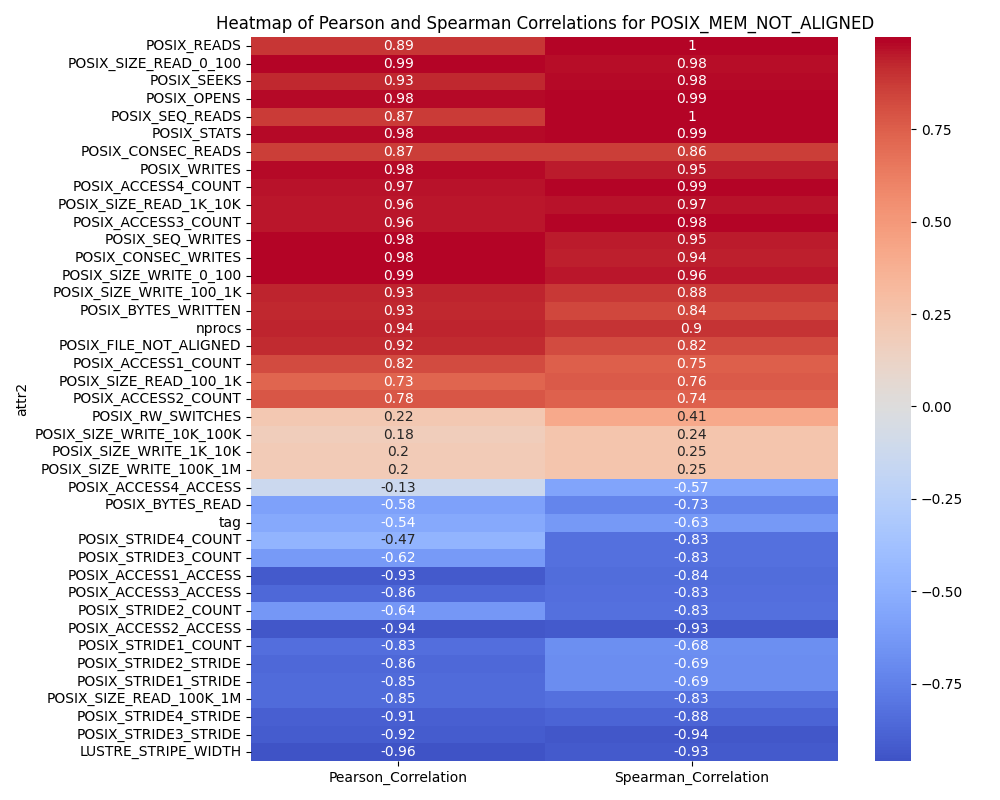 Heatmap of Pearson and Spearman Correlations for POSIX_MEM_NOT_ALIGNED
POSIX_READS 0.89 1
POSIX_SIZE_READ_0_100 0.99 0.98
POSIX_SEEKS 0.93 0.98
POSIX_OPENS 0.98 0.99
POSIX_SEQ_READS 0.87 1
POSIX_STATS 0.98 0.99
POSIX_CONSEC_READS 0.87 0.86
POSIX_WRITES 0.98 0.95
POSIX_ACCESS4_COUNT 0.97 0.99
POSIX_SIZE_READ_1K_10K 0.96 0.97
POSIX_ACCESS3_COUNT 0.96 0.98
POSIX_SEQ_WRITES 0.98 0.95
POSIX_CONSEC_WRITES 0.98 0.94
POSIX_SIZE_WRITE_0_100 0.99 0.96
POSIX_SIZE_WRITE_100_1K 0.93 0.88
POSIX_BYTES_WRITTEN 0.93 0.84
nprocs 0.94 0.9
POSIX_FILE_NOT_ALIGNED 0.92 0.82
POSIX_ACCESS1_COUNT 0.82 0.75
POSIX_SIZE_READ_100_1K 0.73 0.76
POSIX_ACCESS2_COUNT 0.78 0.74
POSIX_RW_SWITCHES 0.22 0.41
POSIX_SIZE_WRITE_10K_100K 0.18 0.24
POSIX_SIZE_WRITE_1K_10K 0.2 0.25
POSIX_SIZE_WRITE_100K_1M 0.2 0.25
POSIX_ACCESS4_ACCESS -0.13 -0.57
POSIX_BYTES_READ -0.58 -0.73
tag -0.54 -0.63
POSIX_STRIDE4_COUNT -0.47 -0.83
POSIX_STRIDE3_COUNT -0.62 -0.83
POSIX_ACCESS1_ACCESS -0.93 -0.84
POSIX_ACCESS3_ACCESS -0.86 -0.83
POSIX_STRIDE2_COUNT -0.64 -0.83
POSIX_ACCESS2_ACCESS -0.94 -0.93
POSIX_STRIDE1_COUNT -0.83 -0.68
POSIX_STRIDE2_STRIDE -0.86 -0.69
POSIX_STRIDE1_STRIDE -0.85 -0.69
POSIX_SIZE_READ_100K_1M -0.85 -0.83
POSIX_STRIDE4_STRIDE -0.91 -0.88
POSIX_STRIDE3_STRIDE -0.92 -0.94
LUSTRE_STRIPE_WIDTH -0.96 -0.93
attr2
Pearson_Correlation Spearman_Correlation
0.75
0.50
0.25
0.00
−0.25
−0.50
−0.75